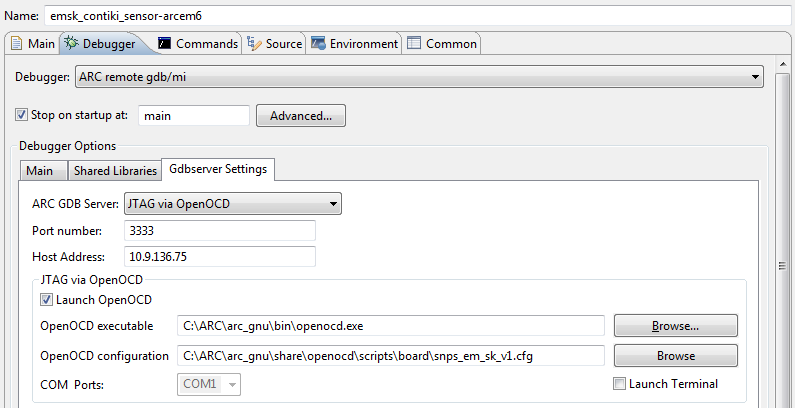 Name: emsk_contiki_sensor-arcem6
Main Debugger Commands Source Environment Common
Debugger: ARC remote gdb/mi
Stop on startup at: main Advanced...
Debugger Options
Main Shared Libraries Gdbserver Settings
ARC GDB Server: JTAG via OpenOCD
Port number: 3333
Host Address: 10.9.136.75
JTAG via OpenOCD
Launch OpenOCD
OpenOCD executable C:\ARC\arc_gnu\bin\openocd.exe Browse...
OpenOCD configuration C:\ARC\arc_gnu\share\openocd\scripts\board\snps_em_sk_v1.cfg Browse
COM Ports: COM1 Launch Terminal